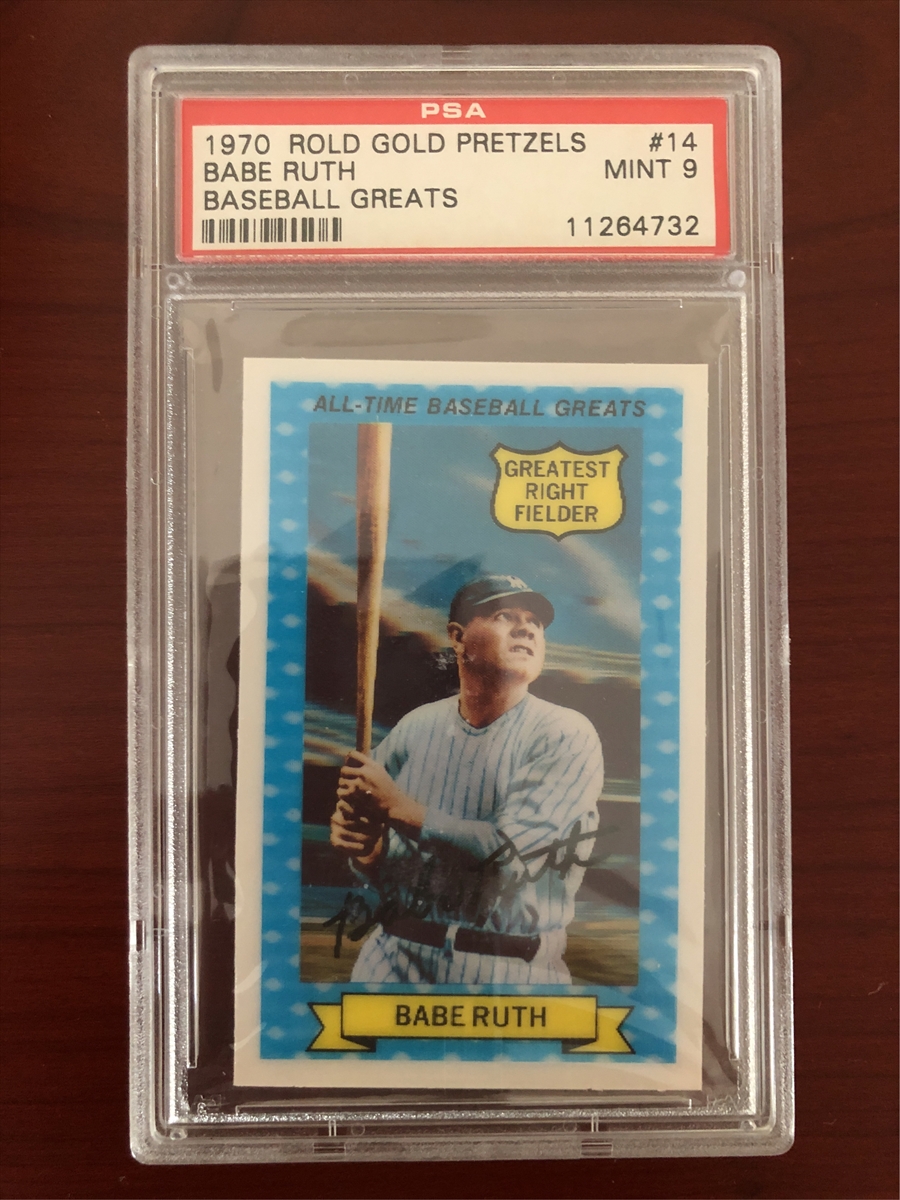 PSA
1970 ROLD GOLD PRETZELS #14
BABE RUTH MINT 9
BASEBALL GREATS
11264732
ALL-TIME BASEBALL GREATS
GREATEST
RIGHT
FIELDER
Babe Ruth
BABE RUTH